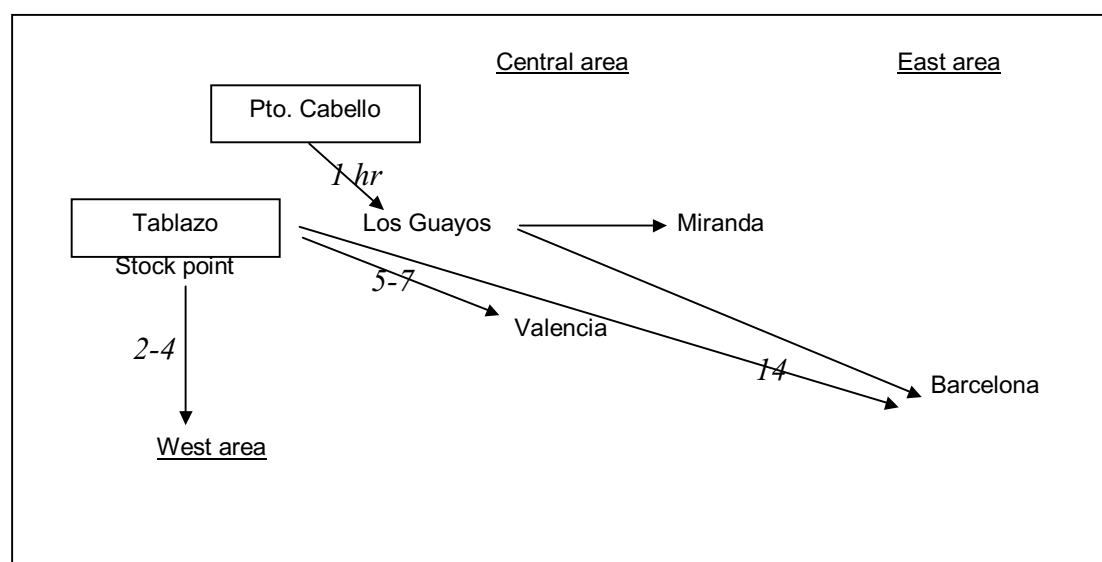 Central area
East area
Pto. Cabello
1 hr
Tablazo
Los Guayos
Miranda
Stock point
5-7
Valencia
2-4
14
Barcelona
West area